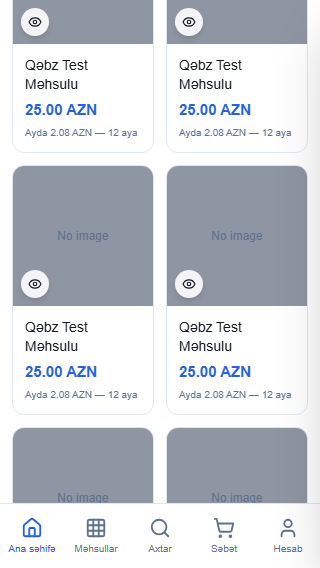 Qəbz Test
Məhsulu
25.00 AZN
Ayda 2.08 AZN — 12 aya
Qəbz Test
Məhsulu
25.00 AZN
Ayda 2.08 AZN — 12 aya
No image
No image
Qəbz Test
Məhsulu
25.00 AZN
Ayda 2.08 AZN — 12 aya
Qəbz Test
Məhsulu
25.00 AZN
Ayda 2.08 AZN — 12 aya
No image
No image
Ana səhifə
Məhsullar
Axtar
Səbət
Hesab